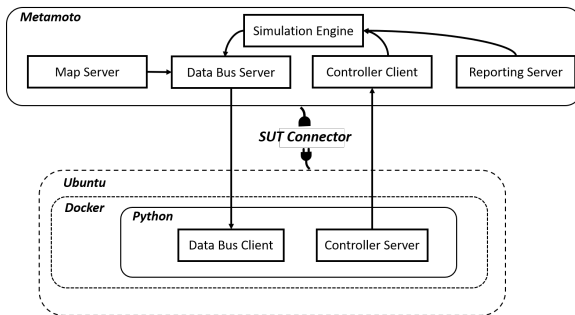 Metamoto
Simulation Engine
Map Server
Data Bus Server
Controller Client
Reporting Server
SUT Connector
Ubuntu
Docker
Python
Data Bus Client
Controller Server